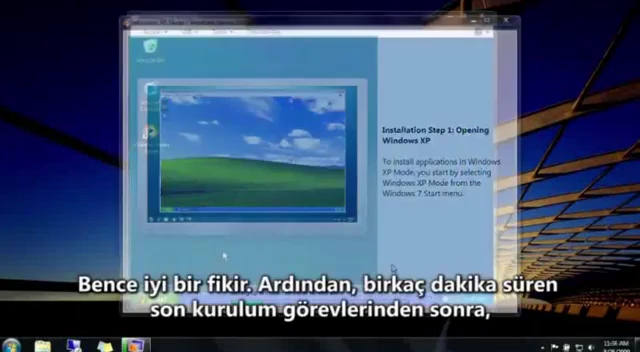 Installation Step 1: Opening
Windows XP
To install applications in Windows
XP Mode, you start by selecting
Windows XP Mode from the
Windows 7 Start menu.
Bence iyi bir fikir. Ardından, birkaç dakika süren
son kurulum görevlerinden sonra,